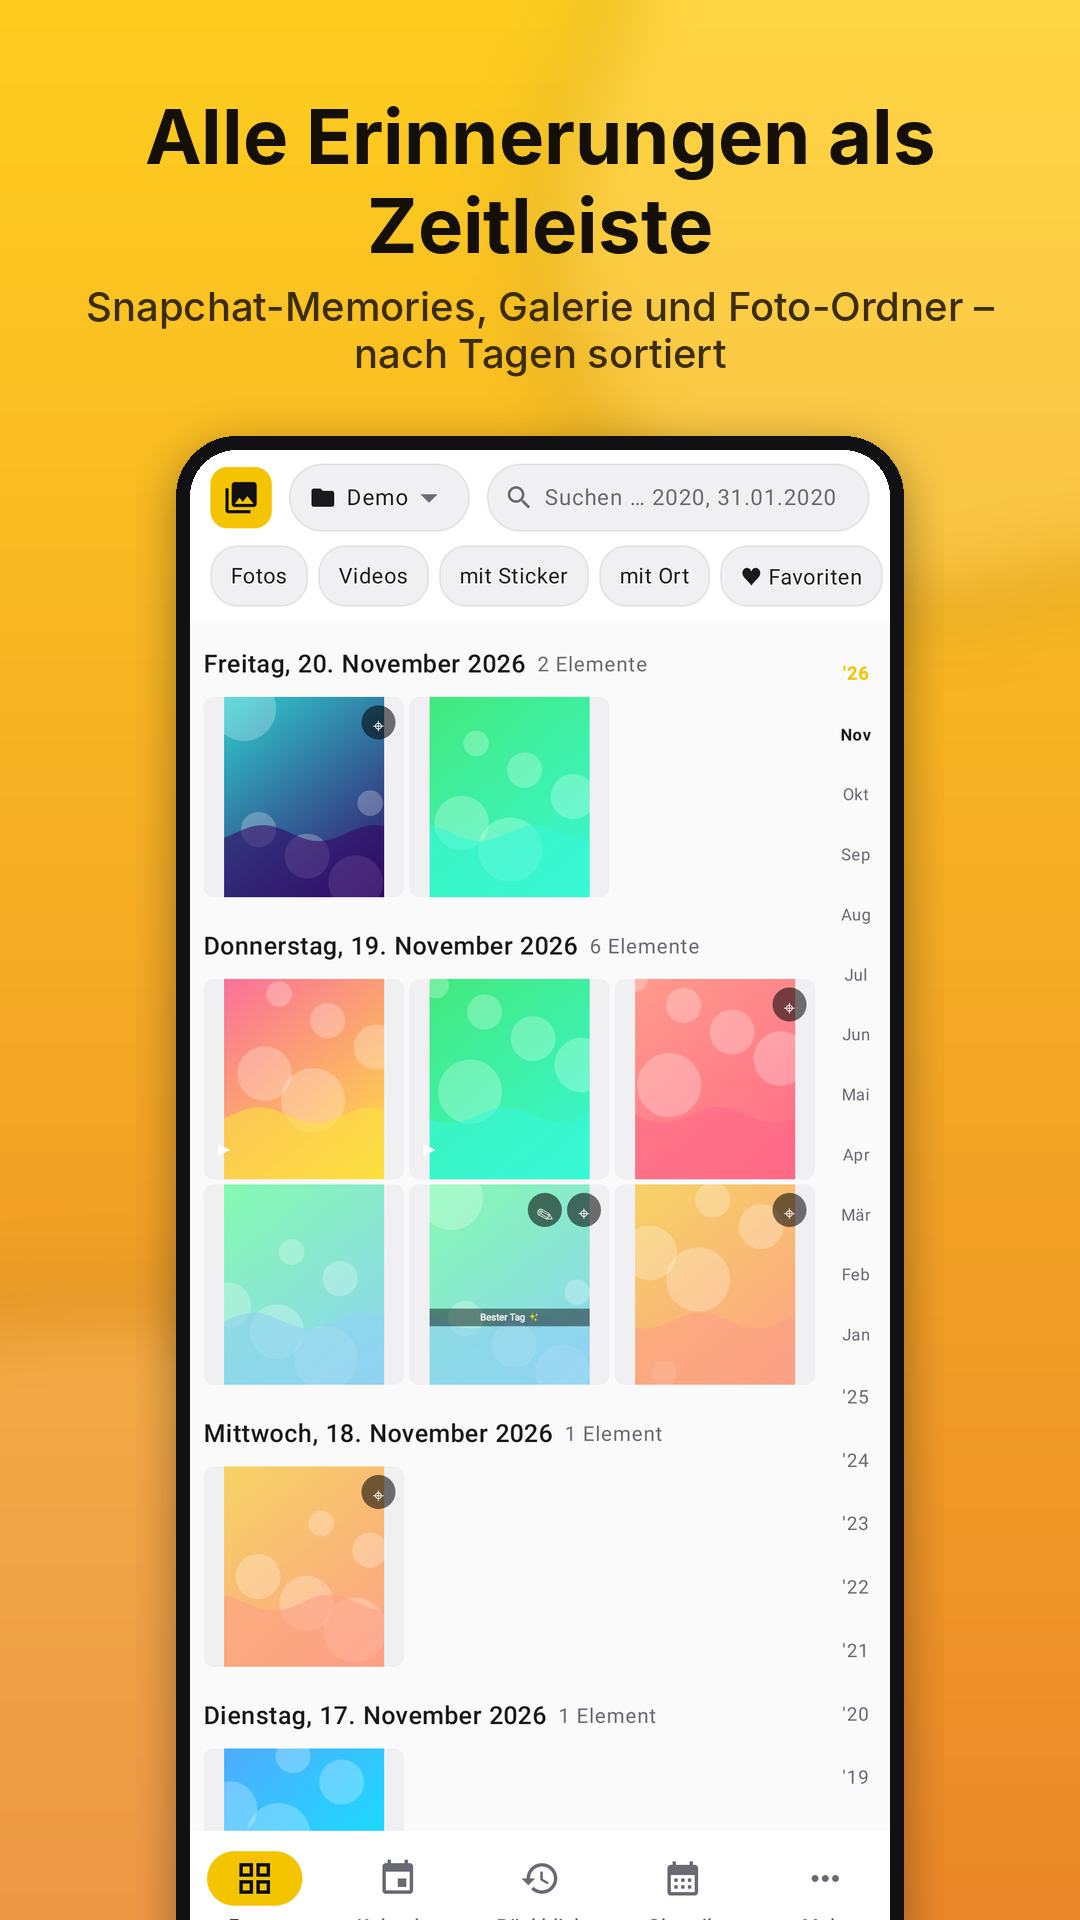 Alle Erinnerungen als
Zeitleiste
Snapchat-Memories, Galerie und Foto-Ordner –
nach Tagen sortiert
Demo
Suchen … 2020, 31.01.2020
Fotos
Videos
mit Sticker
mit Ort
♥ Favoriten
Freitag, 20. November 2026 2 Elemente
'26
Nov
Okt
Sep
Aug
Donnerstag, 19. November 2026 6 Elemente
Jul
Jun
Mai
Apr
Mär
Feb
Bester Tag ✨
Jan
'25
Mittwoch, 18. November 2026 1 Element
'24
'23
'22
'21
Dienstag, 17. November 2026 1 Element
'20
'19